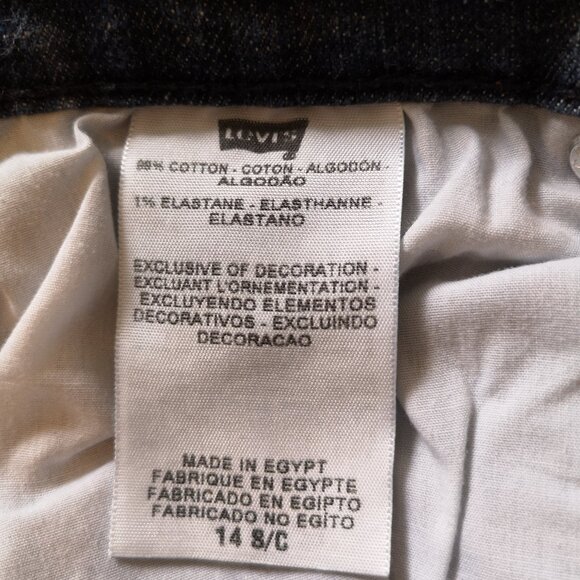 LEVI'S
99% COTTON - COTON - ALGODÓN -
ALGODÃO
1% ELASTANE - ELASTHANNE -
ELASTANO
EXCLUSIVE OF DECORATION -
EXCLUANT L'ORNEMENTATION -
EXCLUYENDO ELEMENTOS
DECORATIVOS - EXCLUINDO
DECORACAO
MADE IN EGYPT
FABRIQUE EN EGYPTE
FABRICADO EN EGIPTO
FABRICADO NO EGITO
14 S/C